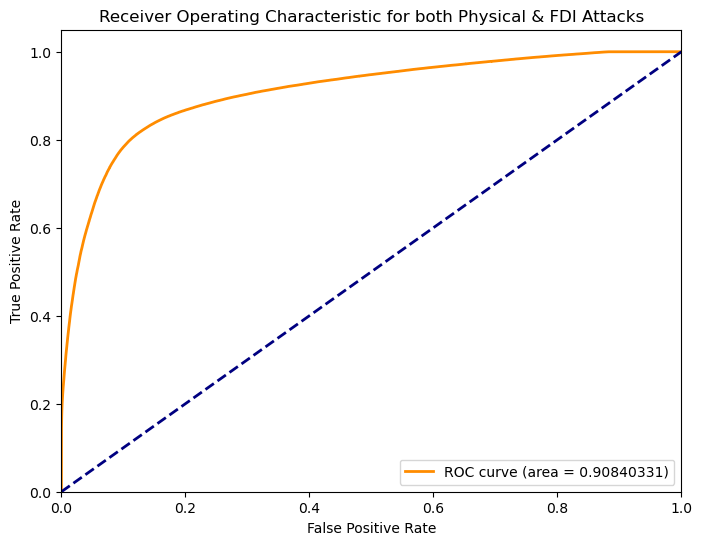 Receiver Operating Characteristic for both Physical & FDI Attacks
True Positive Rate
1.0
0.8
0.6
0.4
0.2
0.0
ROC curve (area = 0.90840331)
0.0 0.2 0.4 0.6 0.8 1.0
False Positive Rate